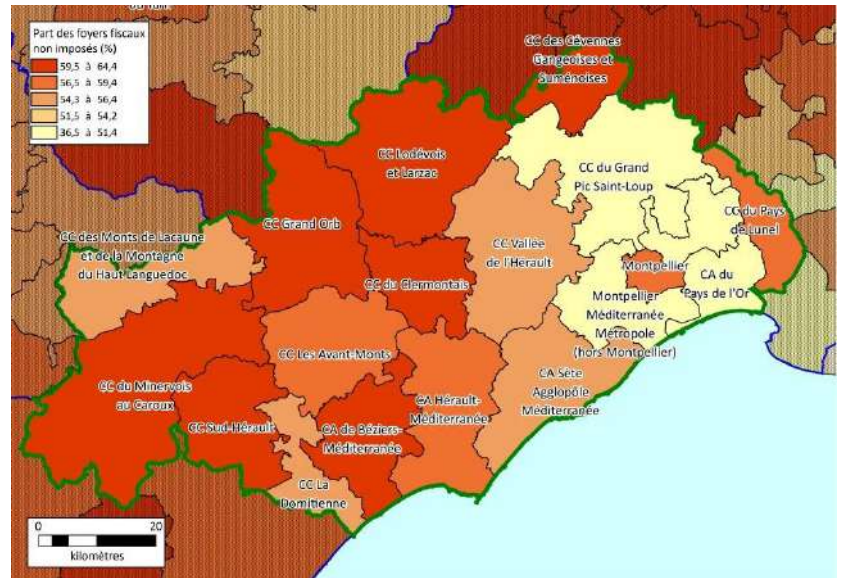 Part des foyers fiscaux
non imposés (%)
59,5 à 64,4
56,5 à 59,4
54,3 à 56,4
51,5 à 54,2
36,5 à 51,4
CC des Cévennes
Gangeoises et
Suménoises
CC Lodévois
et Larzac
CC du Grand
Pic Saint-Loup
CC Grand Orb
CC du Pays
de Lunel
CC des Monts de Lacaune
et de la Montagne
du Haut Languedoc
CC Vallée
de l'Hérault
Montpellier
CA du
Pays de l'Or
CC du Clermontais
Montpellier
Méditerranée
Métropole
(hors Montpellier)
CC Les Avant-Monts
CC du Minervois
au Caroux
CA Sète
Agglopôle
Méditerranée
CA Hérault-
Méditerranée
CC Sud-Hérault
CA de Béziers-
Méditerranée
CC La
Domitienne
0 20
kilomètres